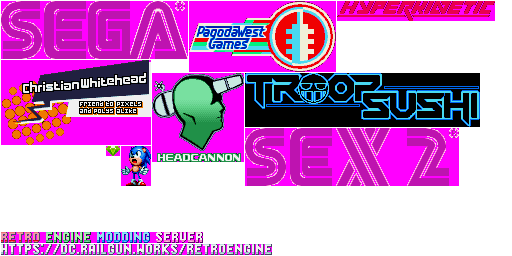 SEGA
PagodaWest
Games
HYPERKINETIC
Christian Whitehead
FRIEND TO PIXELS
AND POLYS ALIKE
HEADCANNON
TROOP
SUSHI
SEX 2
RETRO ENGINE MODDING SERVER
HTTPS://DC.RAILGUN.WORKS/RETROENGINE